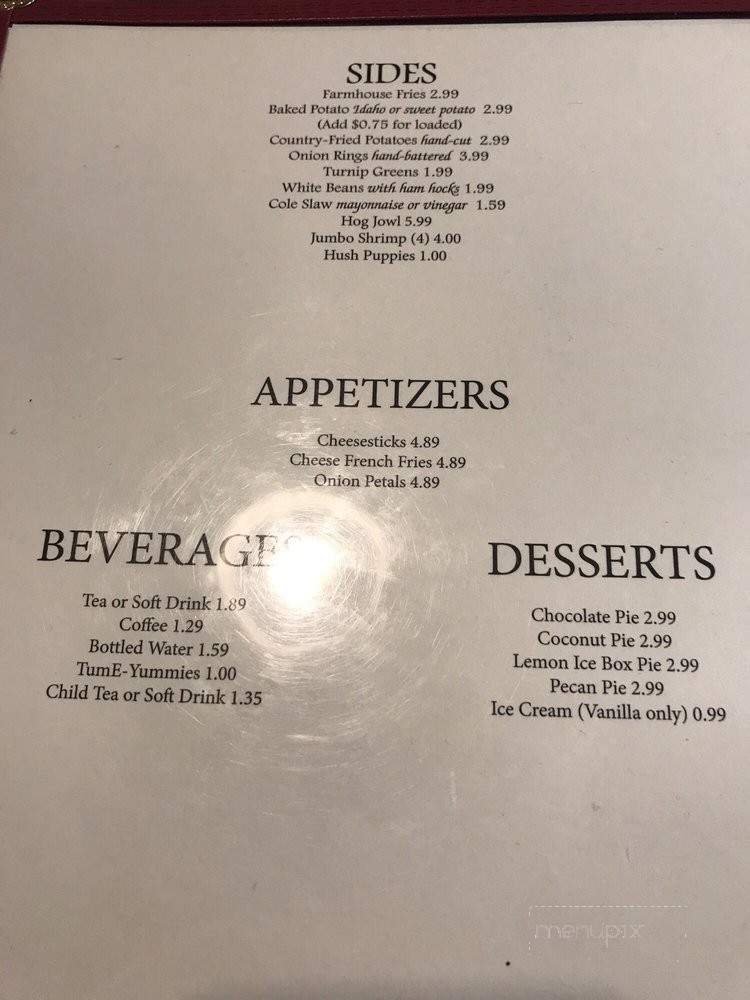 SIDES
Farmhouse Fries 2.99
Baked Potato Idaho or sweet potato 2.99
(Add $0.75 for loaded)
Country-Fried Potatoes hand-cut 2.99
Onion Rings hand-battered 3.99
Turnip Greens 1.99
White Beans with ham hocks 1.99
Cole Slaw mayonnaise or vinegar 1.59
Hog Jowl 5.99
Jumbo Shrimp (4) 4.00
Hush Puppies 1.00
APPETIZERS
Cheesesticks 4.89
Cheese French Fries 4.89
Onion Petals 4.89
BEVERAGES
Tea or Soft Drink 1.89
Coffee 1.29
Bottled Water 1.59
TumE-Yummies 1.00
Child Tea or Soft Drink 1.35
DESSERTS
Chocolate Pie 2.99
Coconut Pie 2.99
Lemon Ice Box Pie 2.99
Pecan Pie 2.99
Ice Cream (Vanilla only) 0.99
menupix